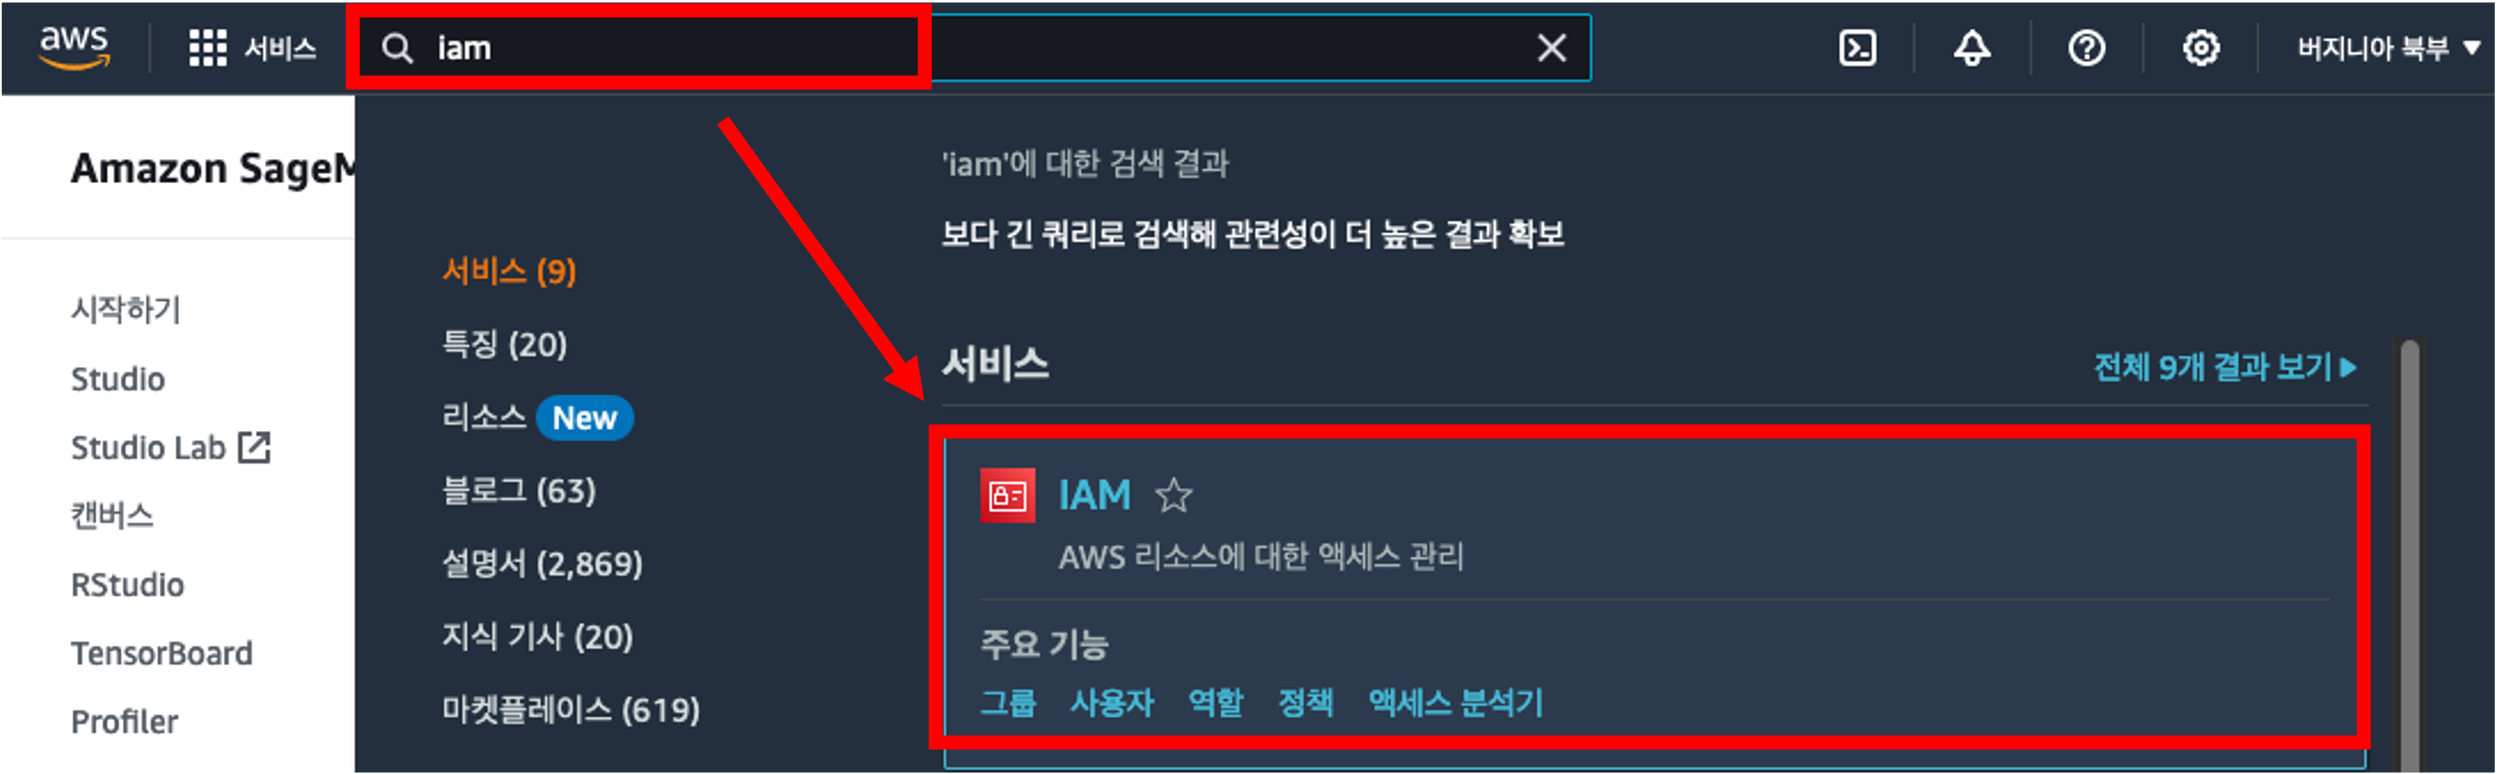 aws
서비스
iam
버지니아 북부
Amazon SageM
시작하기
Studio
Studio Lab
캔버스
RStudio
TensorBoard
Profiler
서비스 (9)
특징 (20)
리소스 New
블로그 (63)
설명서 (2,869)
지식 기사 (20)
마켓플레이스 (619)
'iam'에 대한 검색 결과
보다 긴 쿼리로 검색해 관련성이 더 높은 결과 확보
서비스
전체 9개 결과 보기
IAM
AWS 리소스에 대한 액세스 관리
주요 기능
그룹 사용자 역할 정책 액세스 분석기